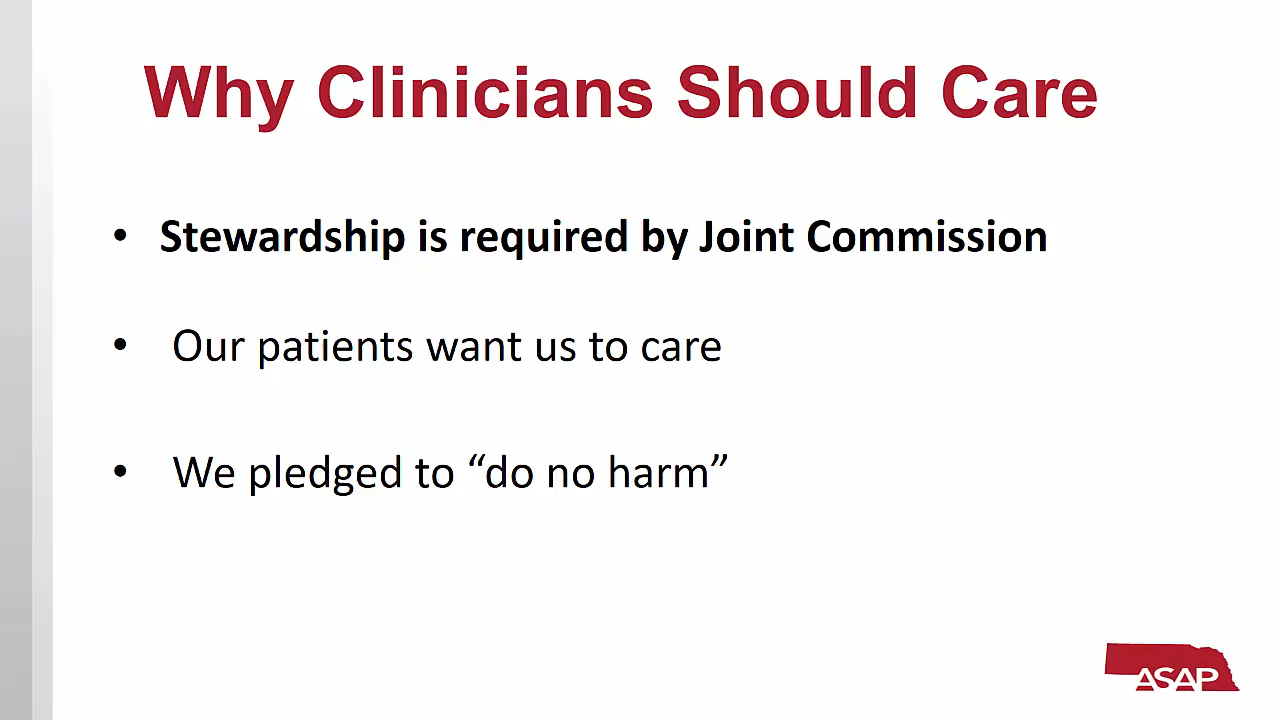 Why Clinicians Should Care
• Stewardship is required by Joint Commission
• Our patients want us to care
• We pledged to “do no harm”
ASAP